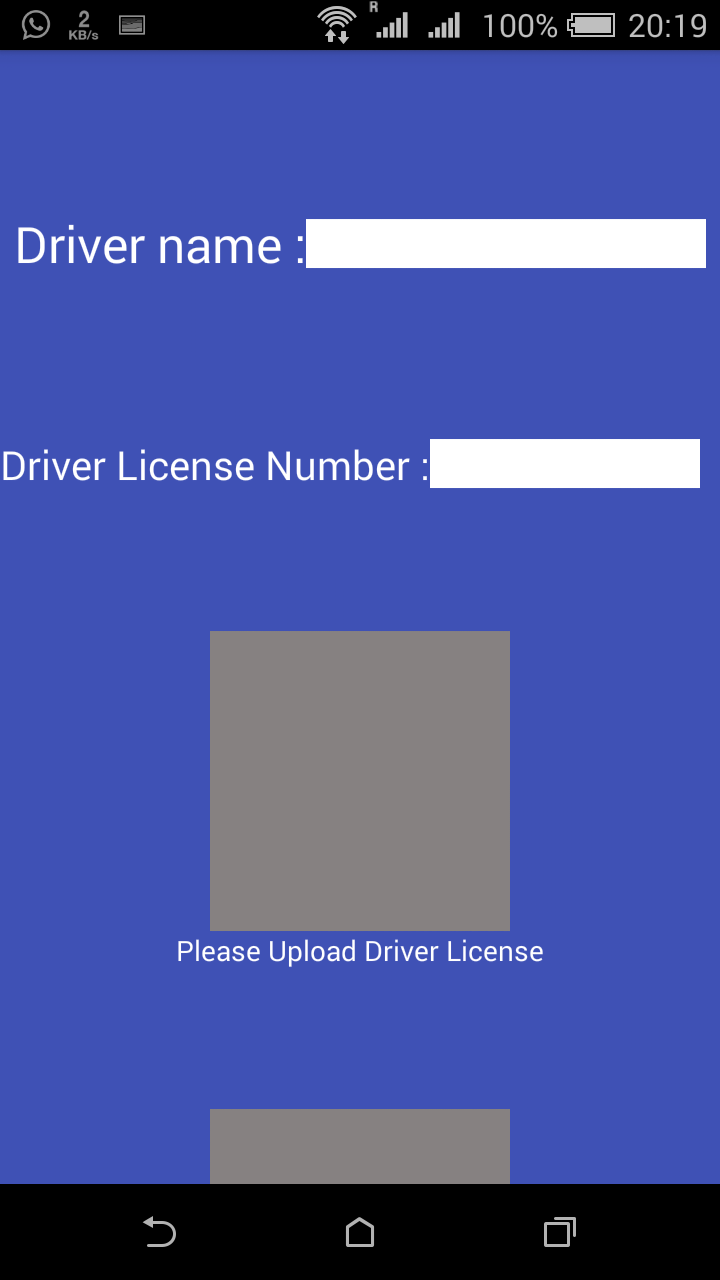 2
KB/s
R
100%
20:19
Driver name :
Driver License Number :
Please Upload Driver License